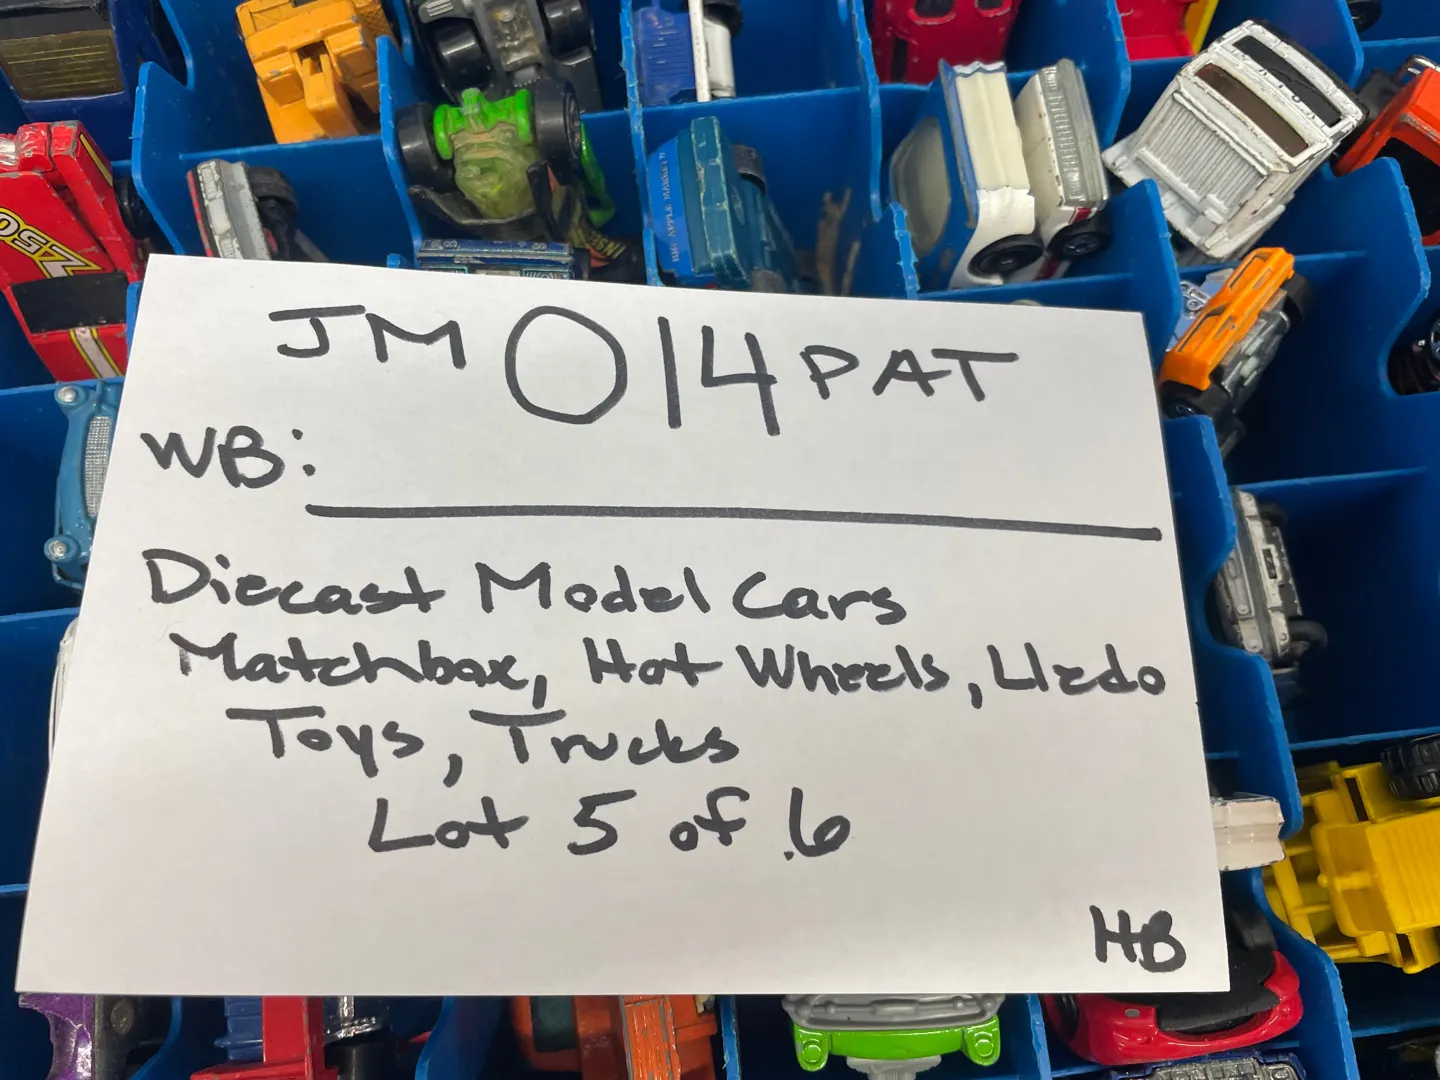 JM 014 PAT
WB:
Diecast Model Cars
Matchbox, Hot Wheels, Lledo
Toys, Trucks
Lot 5 of 6
HB